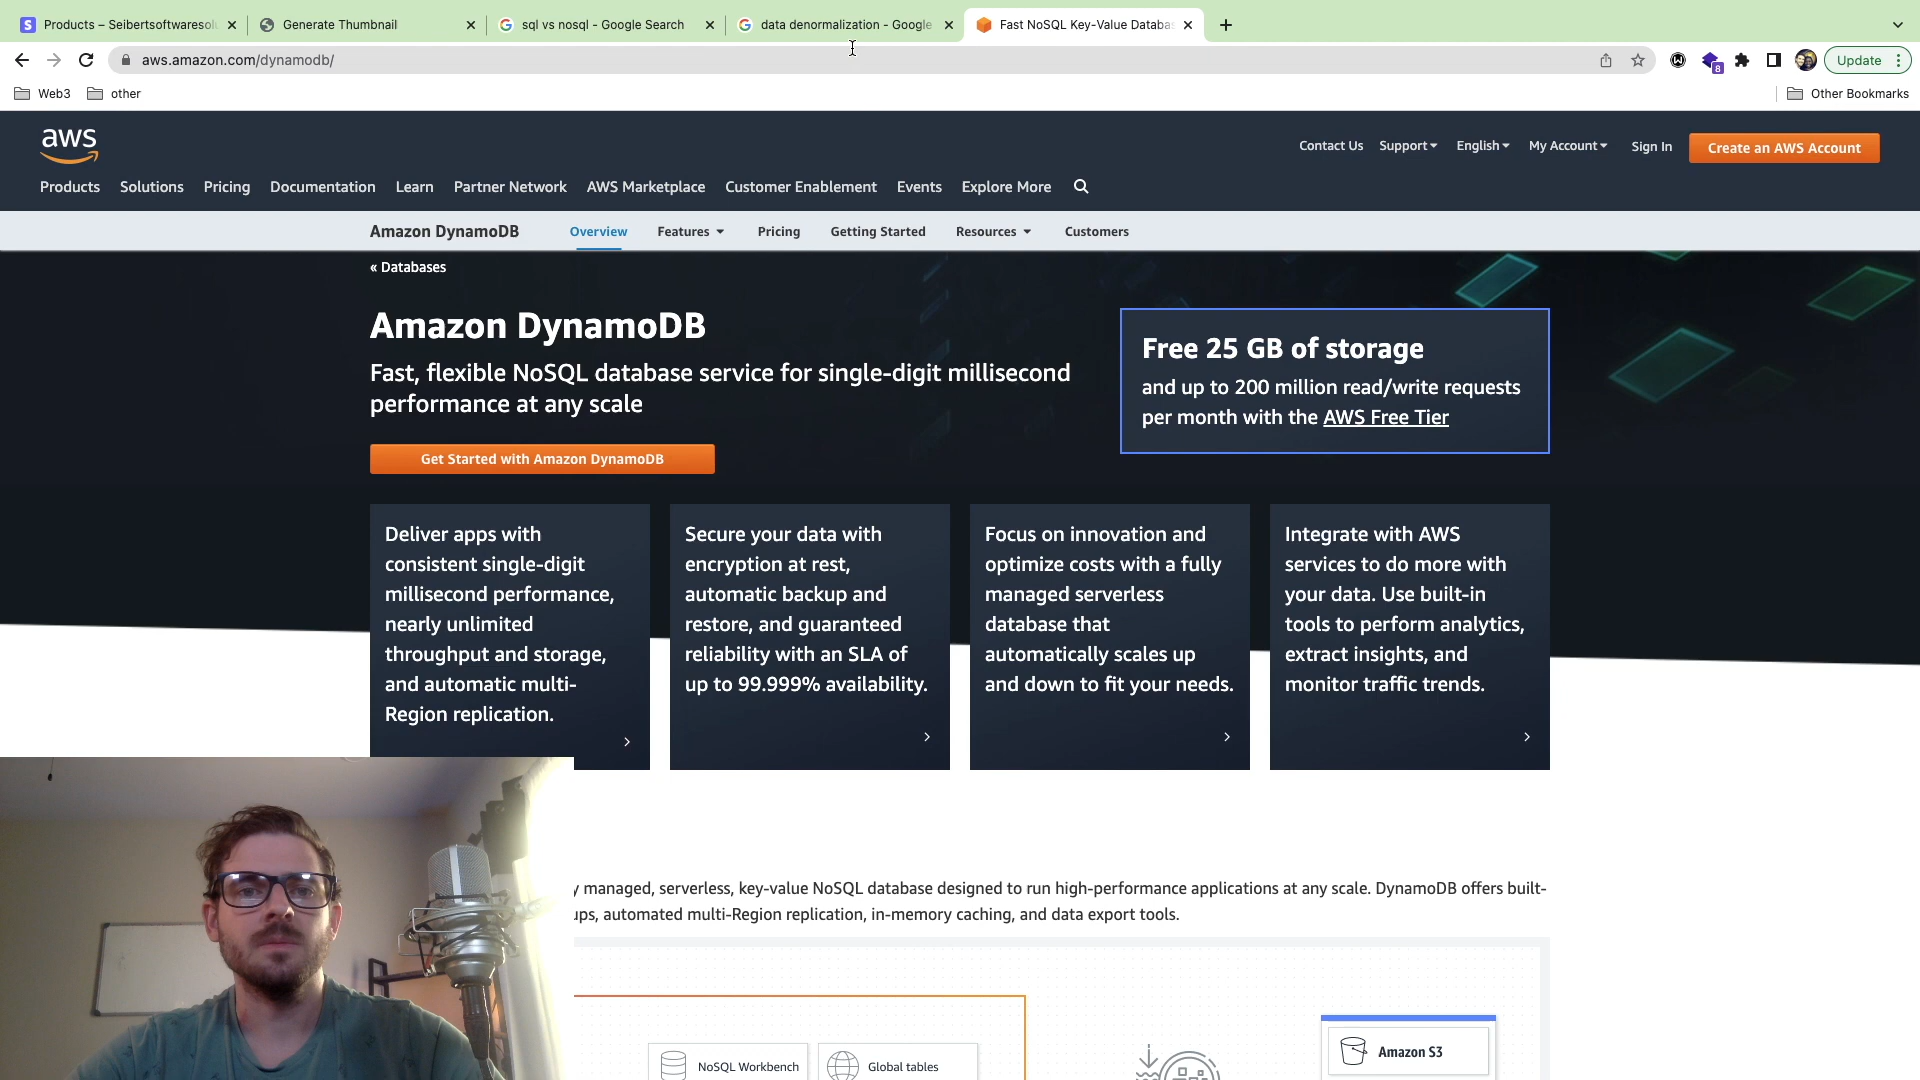 Products – Seibertsoftwaresolu
Generate Thumbnail
sql vs nosql - Google Search
data denormalization - Google
Fast NoSQL Key-Value Databas
aws.amazon.com/dynamodb/
8
Update
Web3
other
Other Bookmarks
aws
Contact Us
Support
English
My Account
Sign In
Create an AWS Account
Products
Solutions
Pricing
Documentation
Learn
Partner Network
AWS Marketplace
Customer Enablement
Events
Explore More
Amazon DynamoDB
Overview
Features
Pricing
Getting Started
Resources
Customers
« Databases
Amazon DynamoDB
Fast, flexible NoSQL database service for single-digit millisecond
performance at any scale
Get Started with Amazon DynamoDB
Free 25 GB of storage
and up to 200 million read/write requests
per month with the AWS Free Tier
Deliver apps with
consistent single-digit
millisecond performance,
nearly unlimited
throughput and storage,
and automatic multi-
Region replication.
Secure your data with
encryption at rest,
automatic backup and
restore, and guaranteed
reliability with an SLA of
up to 99.999% availability.
Focus on innovation and
optimize costs with a fully
managed serverless
database that
automatically scales up
and down to fit your needs.
Integrate with AWS
services to do more with
your data. Use built-in
tools to perform analytics,
extract insights, and
monitor traffic trends.
y managed, serverless, key-value NoSQL database designed to run high-performance applications at any scale. DynamoDB offers built-
ups, automated multi-Region replication, in-memory caching, and data export tools.
NoSQL Workbench
Global tables
Amazon S3